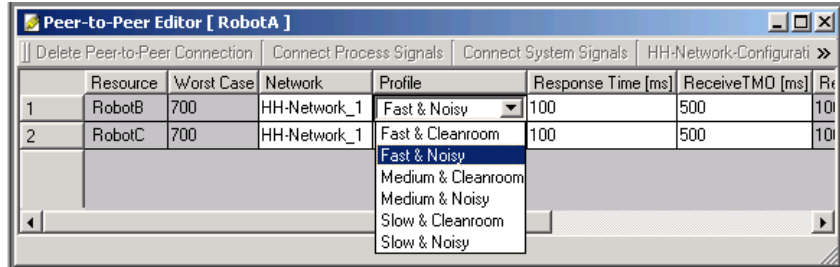 Peer-to-Peer Editor [ RobotA ]
Delete Peer-to-Peer Connection Connect Process Signals Connect System Signals HH-Network-Configurati »
Resource Worst Case Network Profile Response Time [ms] ReceiveTMO [ms] Re
1 RobotB 700 HH-Network_1 Fast & Noisy 100 500 10
2 RobotC 700 HH-Network_1 Fast & Cleanroom 100 500 10
Fast & Noisy
Medium & Cleanroom
Medium & Noisy
Slow & Cleanroom
Slow & Noisy